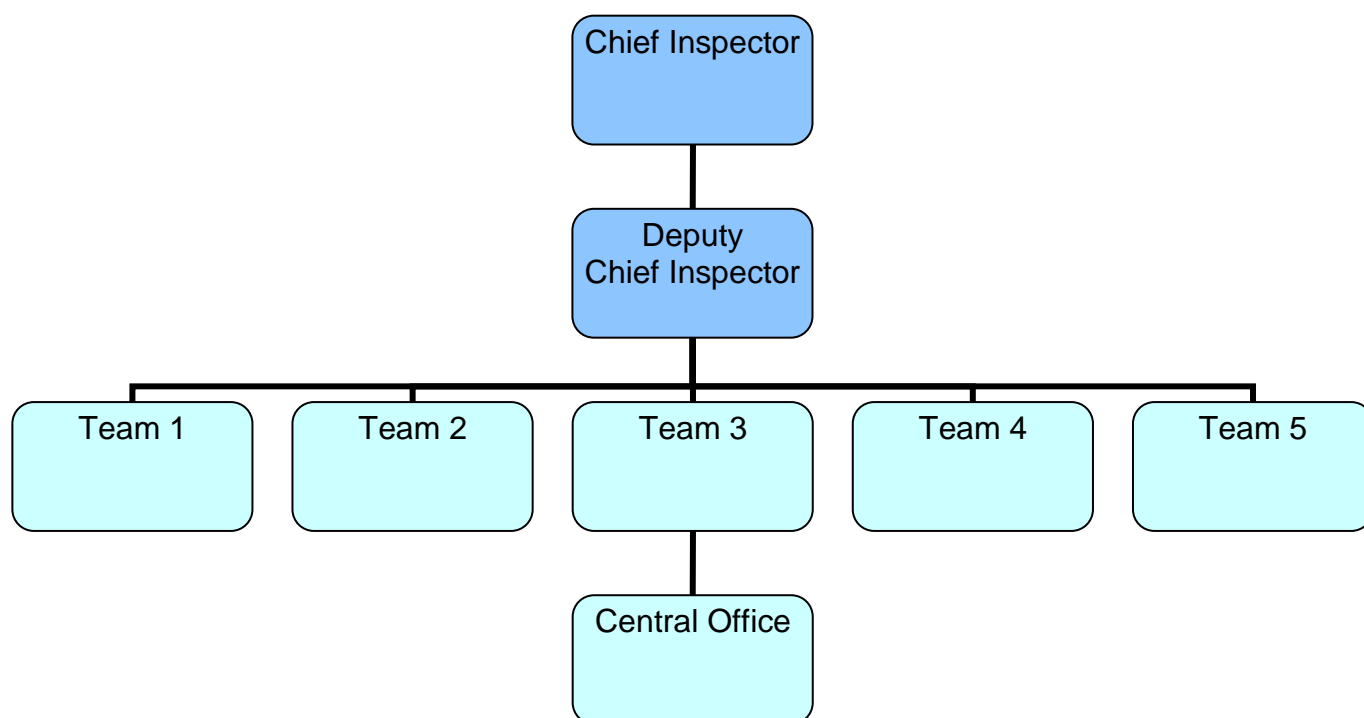 Chief Inspector
Deputy
Chief Inspector
Team 1
Team 2
Team 3
Team 4
Team 5
Central Office